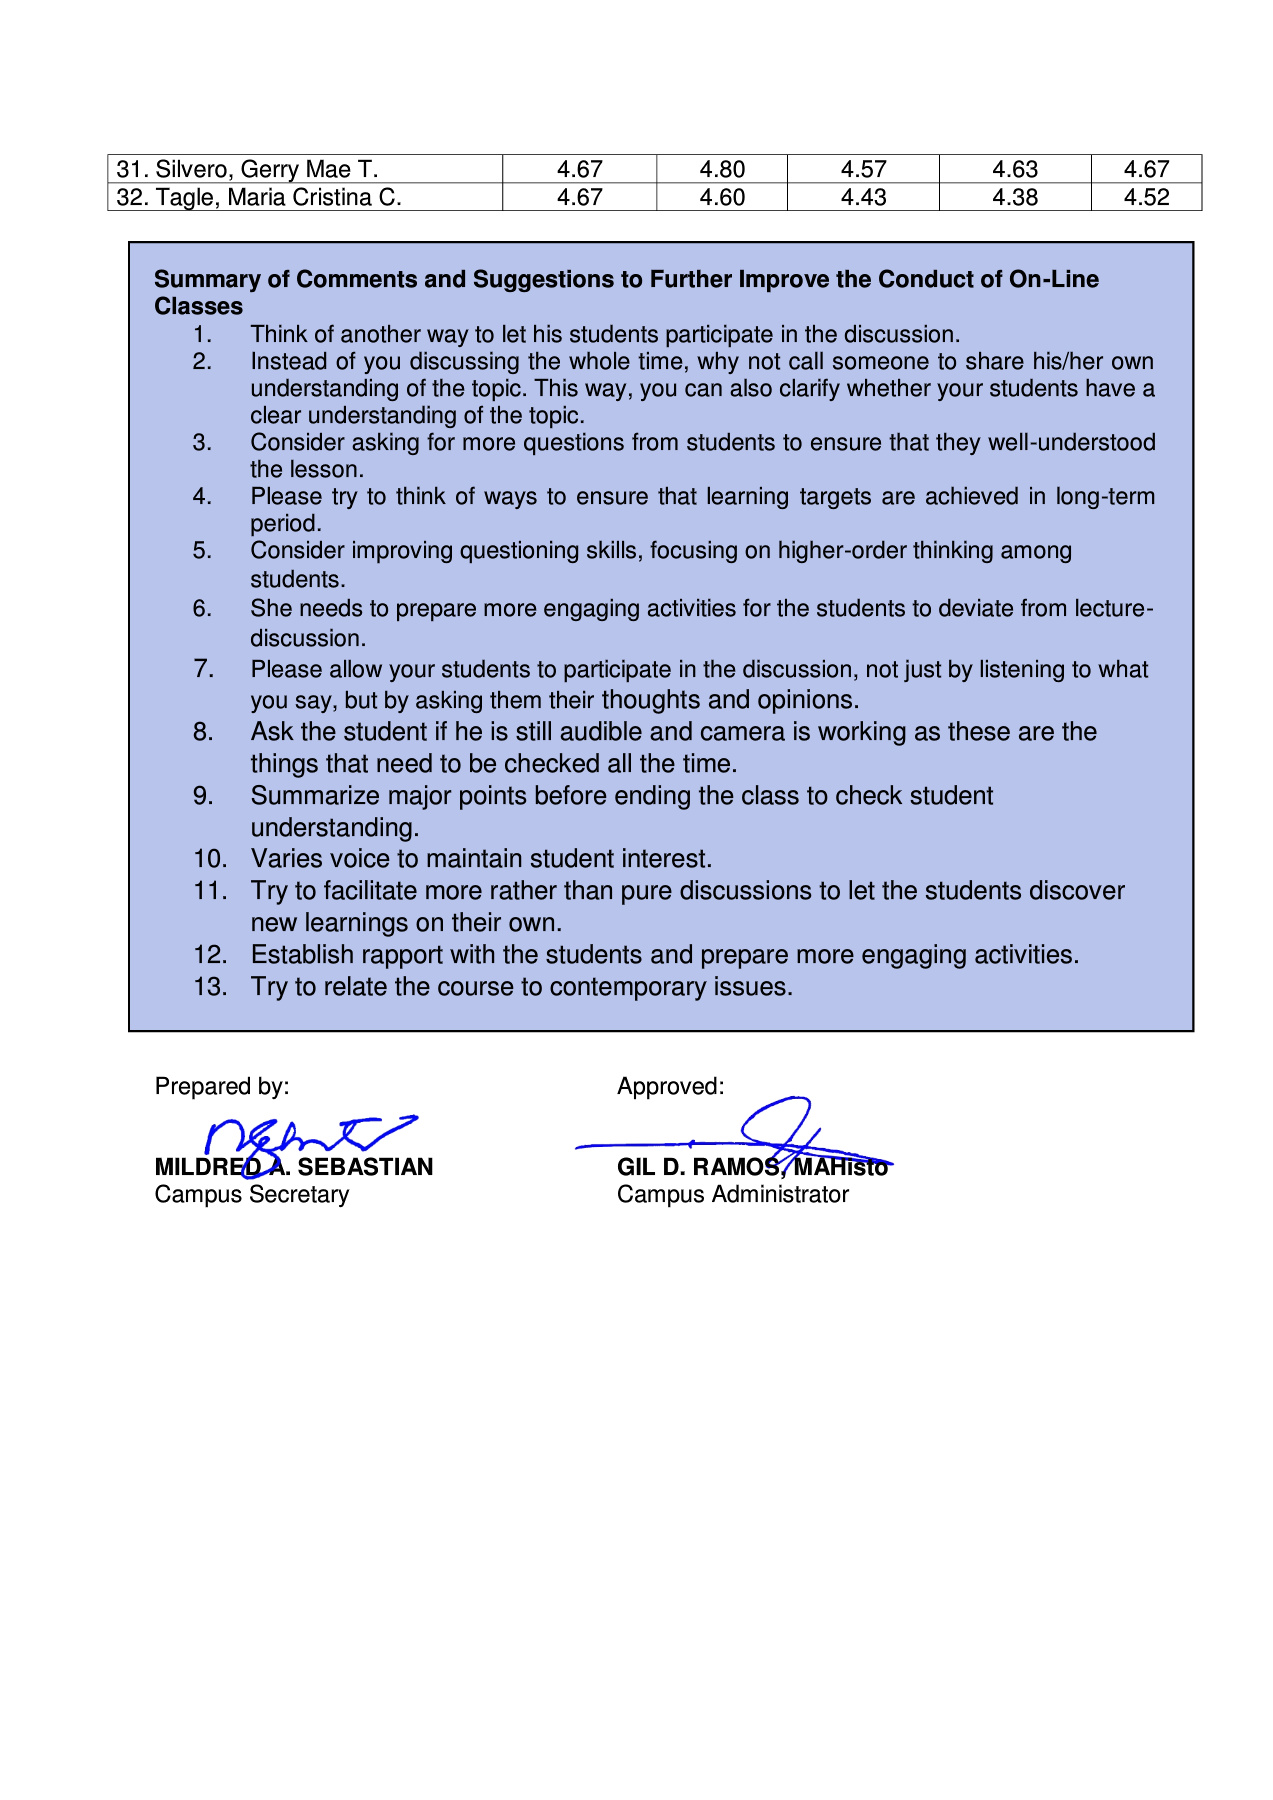 31. Silvero, Gerry Mae T. 4.67 4.80 4.57 4.63 4.67
32. Tagle, Maria Cristina C. 4.67 4.60 4.43 4.38 4.52
Summary of Comments and Suggestions to Further Improve the Conduct of On-Line
Classes
1. Think of another way to let his students participate in the discussion.
2. Instead of you discussing the whole time, why not call someone to share his/her own
understanding of the topic. This way, you can also clarify whether your students have a
clear understanding of the topic.
3. Consider asking for more questions from students to ensure that they well-understood
the lesson.
4. Please try to think of ways to ensure that learning targets are achieved in long-term
period.
5. Consider improving questioning skills, focusing on higher-order thinking among
students.
6. She needs to prepare more engaging activities for the students to deviate from lecture-
discussion.
7. Please allow your students to participate in the discussion, not just by listening to what
you say, but by asking them their thoughts and opinions.
8. Ask the student if he is still audible and camera is working as these are the
things that need to be checked all the time.
9. Summarize major points before ending the class to check student
understanding.
10. Varies voice to maintain student interest.
11. Try to facilitate more rather than pure discussions to let the students discover
new learnings on their own.
12. Establish rapport with the students and prepare more engaging activities.
13. Try to relate the course to contemporary issues.
Prepared by: Approved:
MILDRED A. SEBASTIAN GIL D. RAMOS, MAHisto
Campus Secretary Campus Administrator